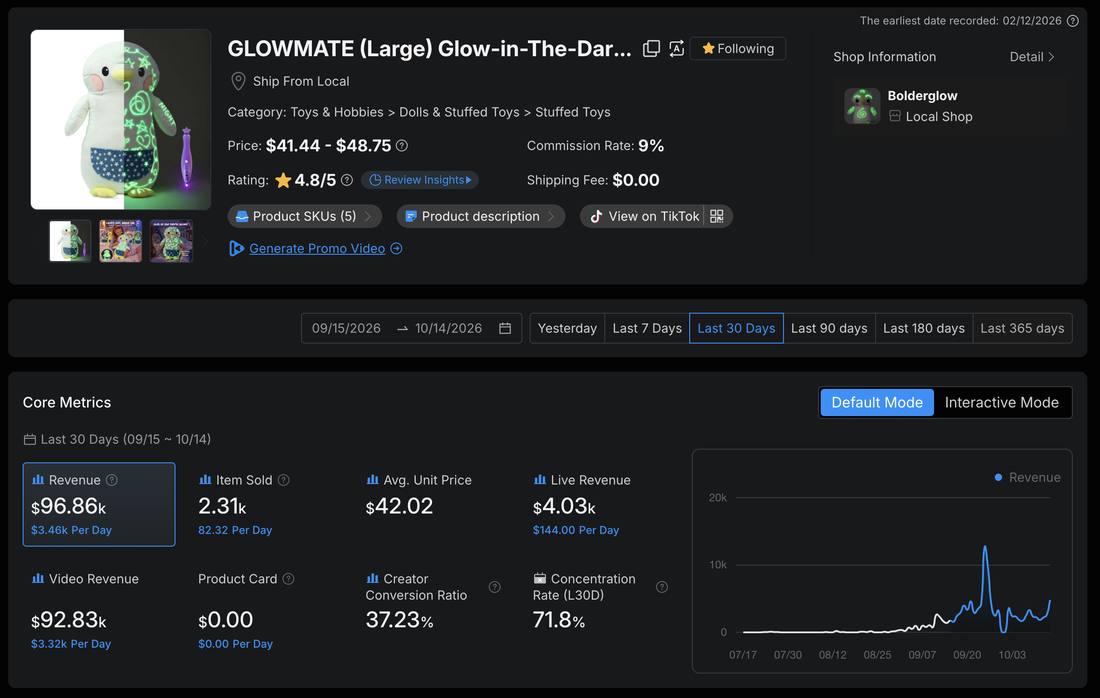 The earliest date recorded: 02/12/2026
GLOWMATE (Large) Glow-in-The-Dar...
Following
Ship From Local
Category: Toys & Hobbies > Dolls & Stuffed Toys > Stuffed Toys
Price: $41.44 - $48.75
Commission Rate: 9%
Rating: 4.8/5
Review Insights
Shipping Fee: $0.00
Product SKUs (5)
Product description
View on TikTok
Generate Promo Video
Shop Information
Detail
Bolderglow
Local Shop
09/15/2026
10/14/2026
Yesterday
Last 7 Days
Last 30 Days
Last 90 days
Last 180 days
Last 365 days
Core Metrics
Default Mode
Interactive Mode
Last 30 Days (09/15 ~ 10/14)
Revenue
$96.86k
$3.46k Per Day
Item Sold
2.31k
82.32 Per Day
Avg. Unit Price
$42.02
Live Revenue
$4.03k
$144.00 Per Day
Video Revenue
$92.83k
$3.32k Per Day
Product Card
$0.00
$0.00 Per Day
Creator
Conversion Ratio
37.23%
Concentration
Rate (L30D)
71.8%
Revenue
20k
10k
0
07/17
07/30
08/12
08/25
09/07
09/20
10/03